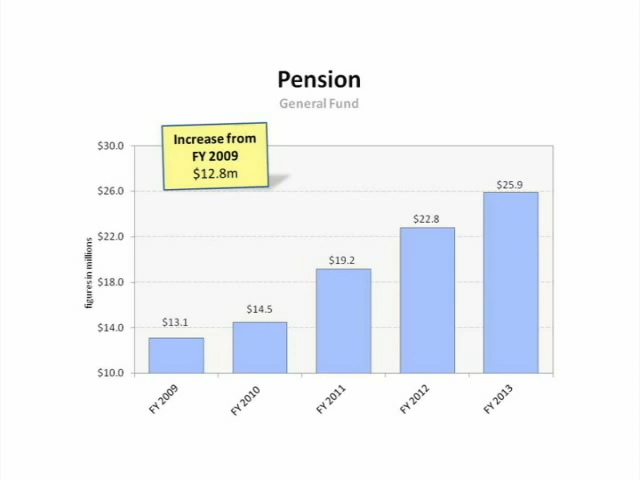 Pension
General Fund
Increase from
FY 2009
$12.8m
figures in millions
$30.0
$26.0
$22.0
$18.0
$14.0
$10.0
$13.1
$14.5
$19.2
$22.8
$25.9
FY 2009
FY 2010
FY 2011
FY 2012
FY 2013